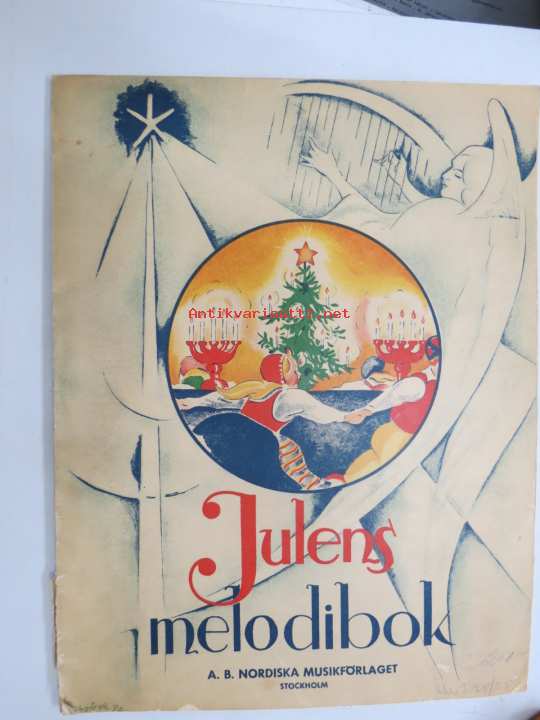 Antikvariaatti.net
Julens
melodibok
A. B. NORDISKA MUSIKFÖRLAGET
STOCKHOLM